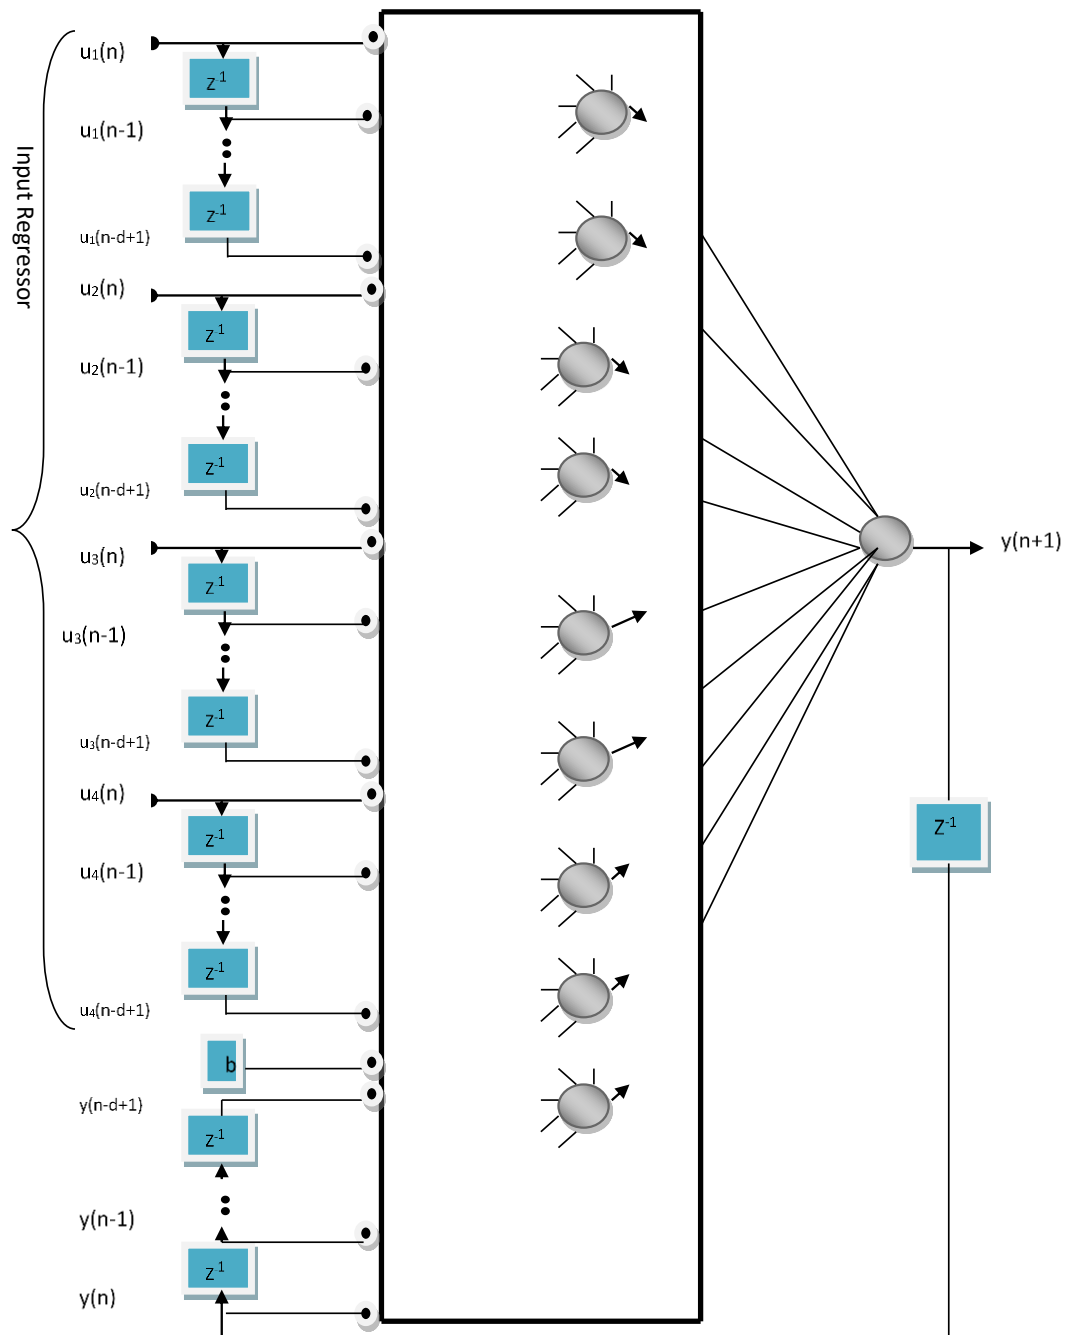 u₁(n)
Z⁻¹
u₁(n-1)
Z⁻¹
u₁(n-d+1)
u₂(n)
Z⁻¹
u₂(n-1)
Z⁻¹
u₂(n-d+1)
Input Regressor
u₃(n)
y(n+1)
Z⁻¹
u₃(n-1)
Z⁻¹
u₃(n-d+1)
u₄(n)
Z⁻¹
Z⁻¹
u₄(n-1)
Z⁻¹
u₄(n-d+1)
b
y(n-d+1)
Z⁻¹
y(n-1)
Z⁻¹
y(n)